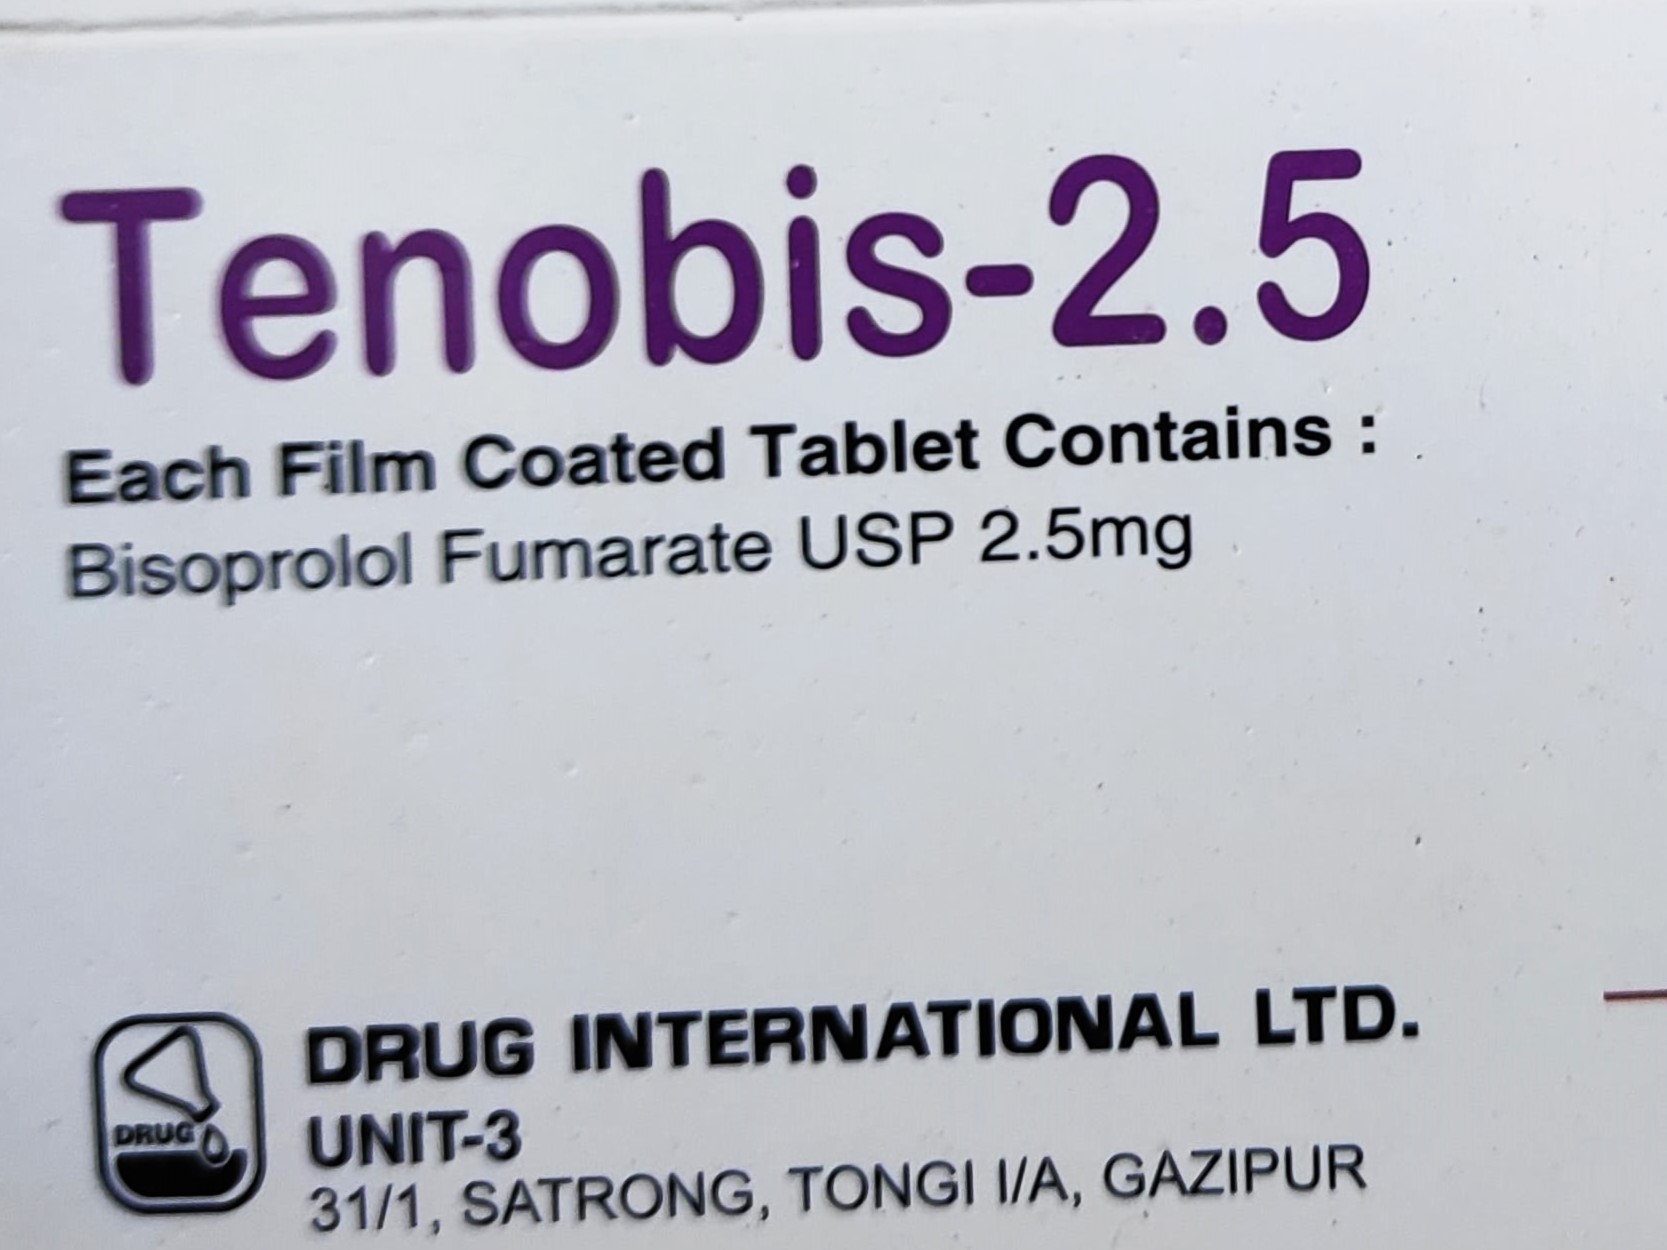 Tenobis-2.5
Each Film Coated Tablet Contains :
Bisoprolol Fumarate USP 2.5mg
DRUG INTERNATIONAL LTD.
UNIT-3
DRUG
31/1, SATRONG, TONGI I/A, GAZIPUR